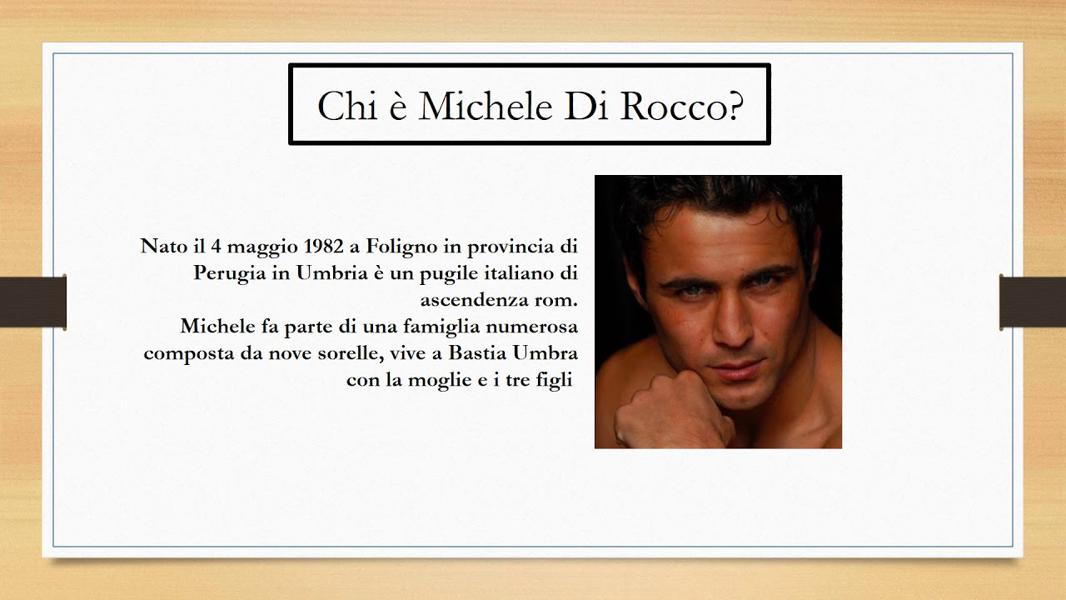 Chi è Michele Di Rocco?
Nato il 4 maggio 1982 a Foligno in provincia di
Perugia in Umbria è un pugile italiano di
ascendenza rom.
Michele fa parte di una famiglia numerosa
composta da nove sorelle, vive a Bastia Umbra
con la moglie e i tre figli